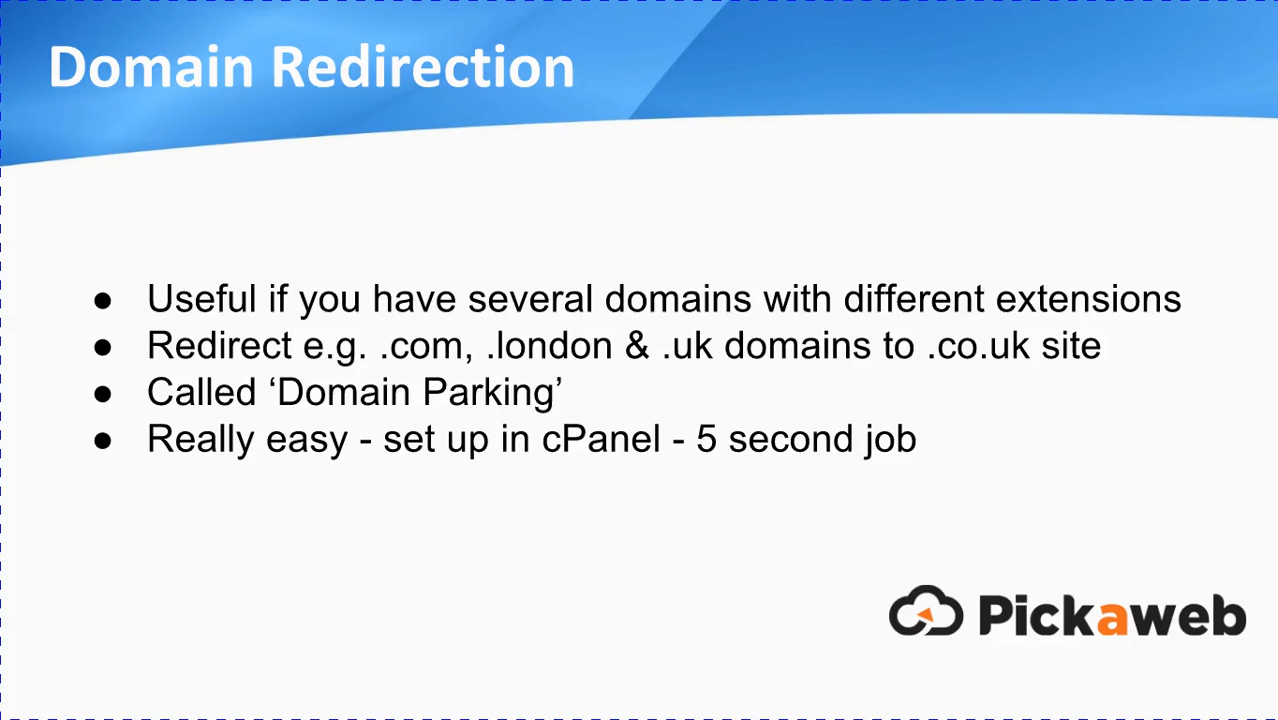 Domain Redirection
● Useful if you have several domains with different extensions
● Redirect e.g. .com, .london & .uk domains to .co.uk site
● Called ‘Domain Parking’
● Really easy - set up in cPanel - 5 second job
Pickaweb